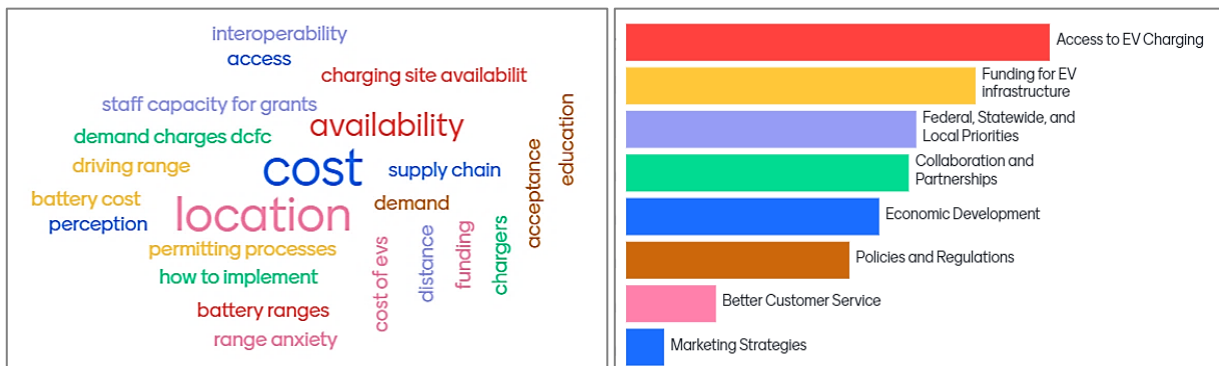 interoperability
access
charging site availabilit
staff capacity for grants
education
availability
demand charges dcfc
acceptance
cost
driving range
supply chain
battery cost
location
demand
perception
permitting processes
cost of evs
distance
funding
chargers
how to implement
battery ranges
range anxiety
Access to EV Charging
Funding for EV
infrastructure
Federal, Statewide, and
Local Priorities
Collaboration and
Partnerships
Economic Development
Policies and Regulations
Better Customer Service
Marketing Strategies